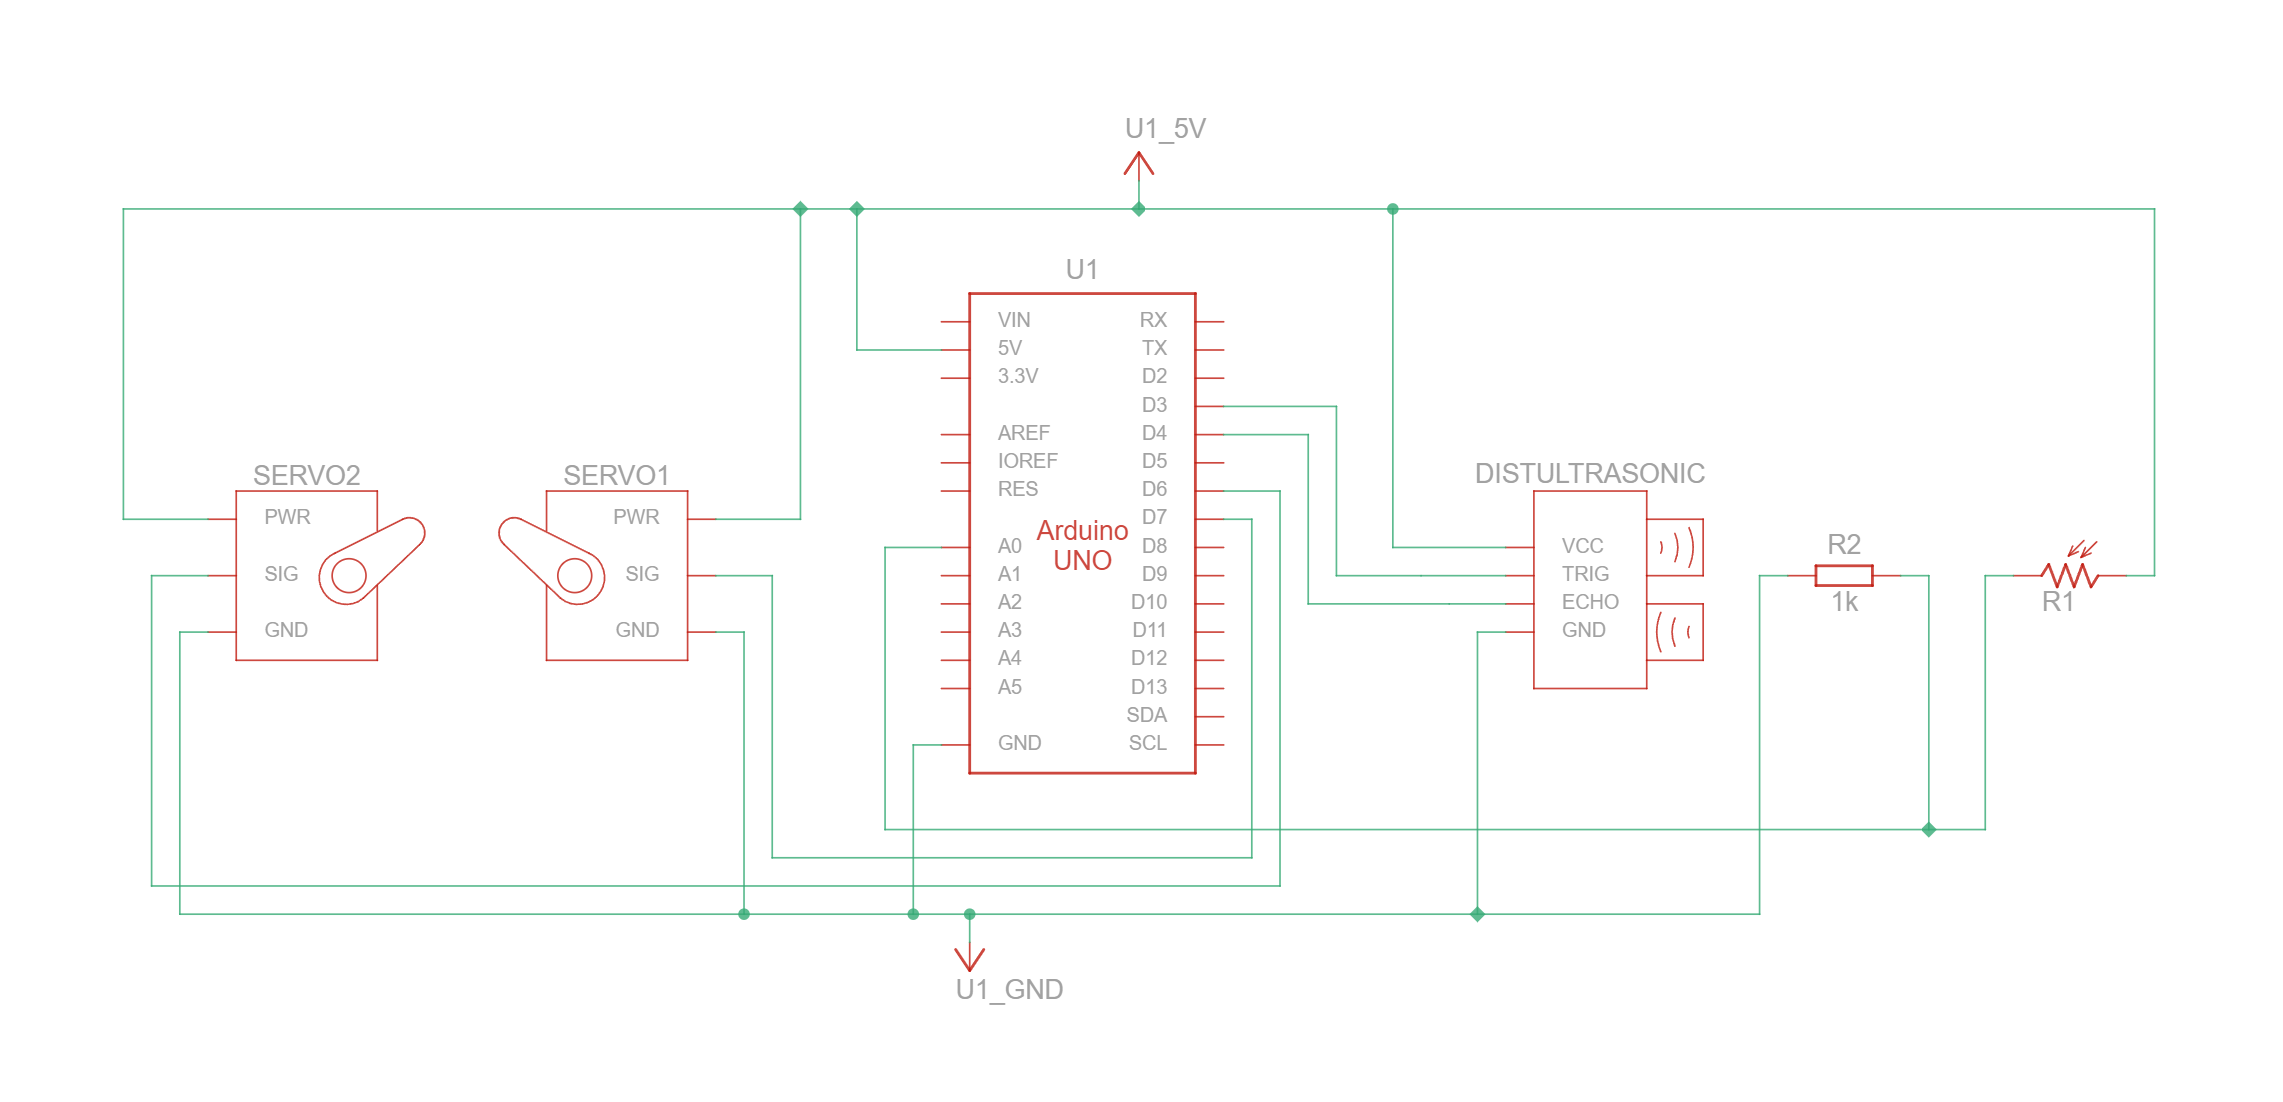 U1_5V
U1
VIN
5V
3.3V
AREF
IOREF
RES
A0
A1
A2
A3
A4
A5
GND
Arduino
UNO
RX
TX
D2
D3
D4
D5
D6
D7
D8
D9
D10
D11
D12
D13
SDA
SCL
SERVO2
PWR
SIG
GND
SERVO1
PWR
SIG
GND
DISTULTRASONIC
VCC
TRIG
ECHO
GND
R2
1k
R1
U1_GND